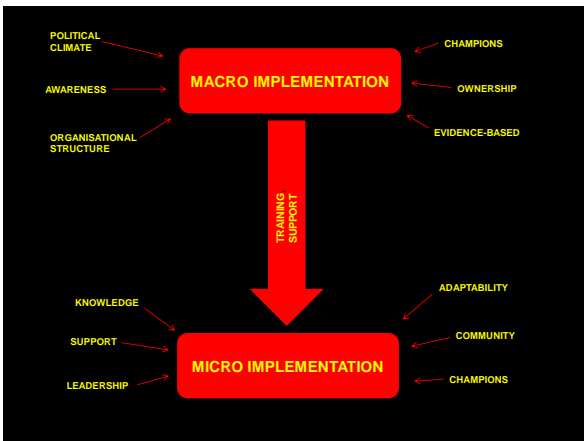 POLITICAL
CLIMATE
AWARENESS
ORGANISATIONAL
STRUCTURE
MACRO IMPLEMENTATION
CHAMPIONS
OWNERSHIP
EVIDENCE-BASED
TRAINING,
SUPPORT
KNOWLEDGE
SUPPORT
LEADERSHIP
MICRO IMPLEMENTATION
ADAPTABILITY
COMMUNITY
CHAMPIONS